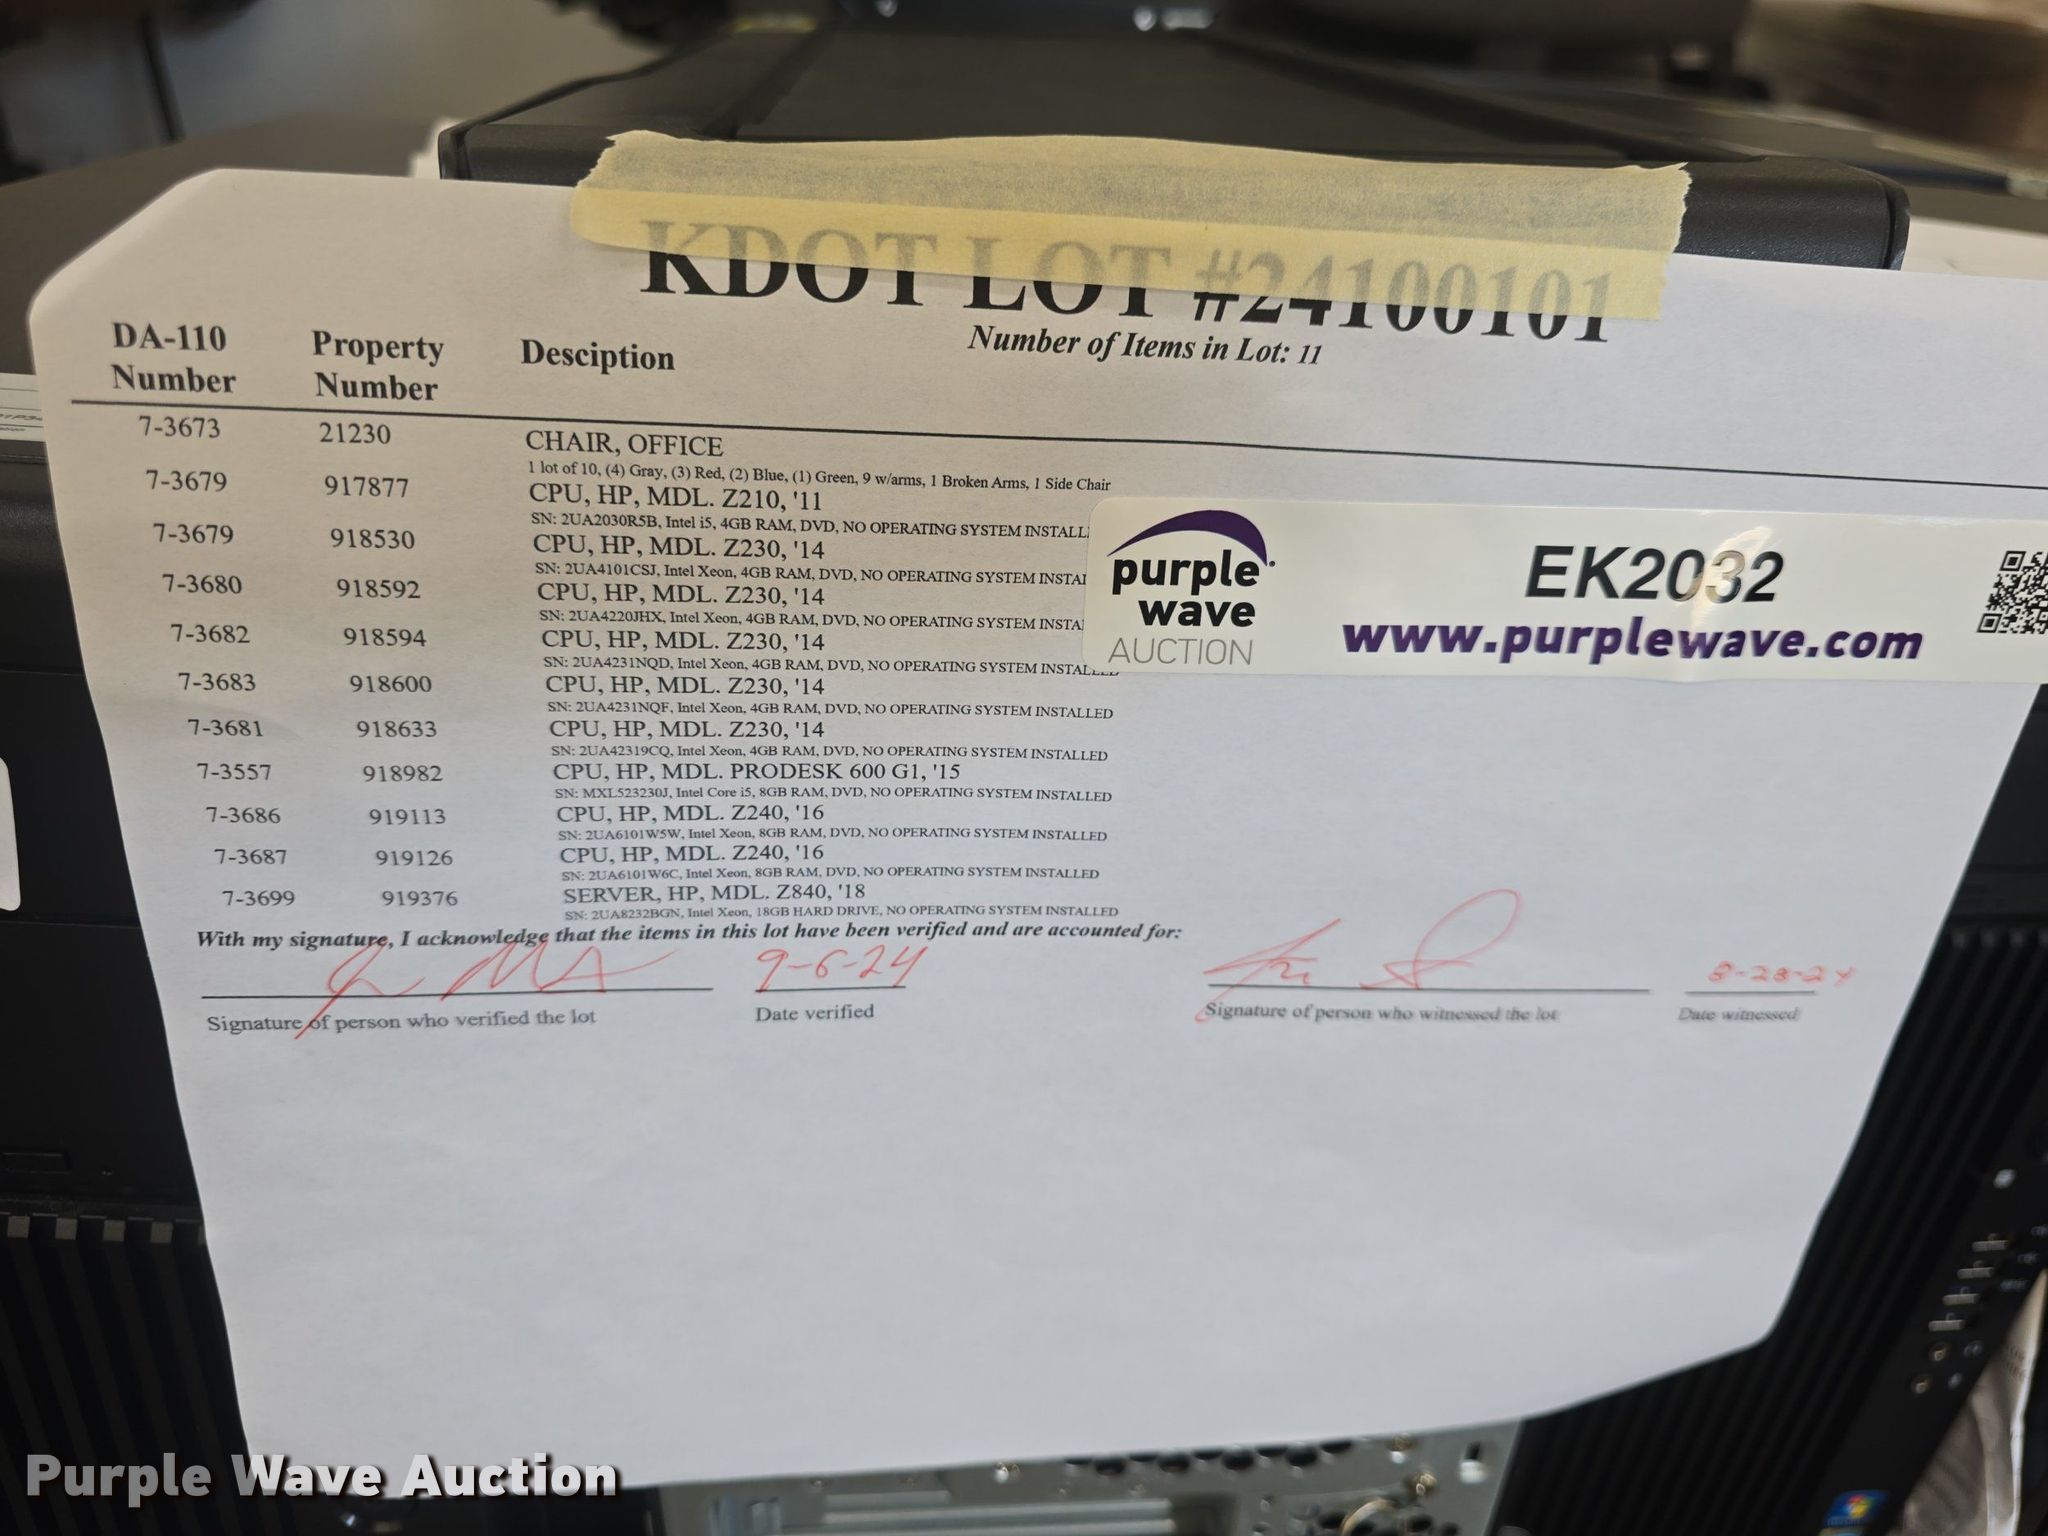 KDOT LOT #24100101
Number of Items in Lot: 11
DA-110 Number Property Number Desciption
7-3673 21230 CHAIR, OFFICE
1 lot of 10, (4) Gray, (3) Red, (2) Blue, (1) Green, 9 w/arms, 1 Broken Arms, 1 Side Chair
7-3679 917877 CPU, HP, MDL. Z210, '11
SN: 2UA2030R5B, Intel i5, 4GB RAM, DVD, NO OPERATING SYSTEM INSTALL
7-3679 918530 CPU, HP, MDL. Z230, '14
SN: 2UA4101CSJ, Intel Xeon, 4GB RAM, DVD, NO OPERATING SYSTEM INSTA
7-3680 918592 CPU, HP, MDL. Z230, '14
SN: 2UA4220JHX, Intel Xeon, 4GB RAM, DVD, NO OPERATING SYSTEM INSTA
7-3682 918594 CPU, HP, MDL. Z230, '14
SN: 2UA4231NQD, Intel Xeon, 4GB RAM, DVD, NO OPERATING SYSTEM INSTAL
7-3683 918600 CPU, HP, MDL. Z230, '14
SN: 2UA4231NQF, Intel Xeon, 4GB RAM, DVD, NO OPERATING SYSTEM INSTALLED
7-3681 918633 CPU, HP, MDL. Z230, '14
SN: 2UA42319CQ, Intel Xeon, 4GB RAM, DVD, NO OPERATING SYSTEM INSTALLED
7-3557 918982 CPU, HP, MDL. PRODESK 600 G1, '15
SN: MXL523230J, Intel Core i5, 8GB RAM, DVD, NO OPERATING SYSTEM INSTALLED
7-3686 919113 CPU, HP, MDL. Z240, '16
SN: 2UA6101W5W, Intel Xeon, 8GB RAM, DVD, NO OPERATING SYSTEM INSTALLED
7-3687 919126 CPU, HP, MDL. Z240, '16
SN: 2UA6101W6C, Intel Xeon, 8GB RAM, DVD, NO OPERATING SYSTEM INSTALLED
7-3699 919376 SERVER, HP, MDL. Z840, '18
SN: 2UA8232BGN, Intel Xeon, 18GB HARD DRIVE, NO OPERATING SYSTEM INSTALLED
With my signature, I acknowledge that the items in this lot have been verified and are accounted for:
9-6-24
8-28-24
Signature of person who verified the lot Date verified Signature of person who witnessed the lot Date witnessed
purple wave AUCTION
EK2032
www.purplewave.com
Purple Wave Auction